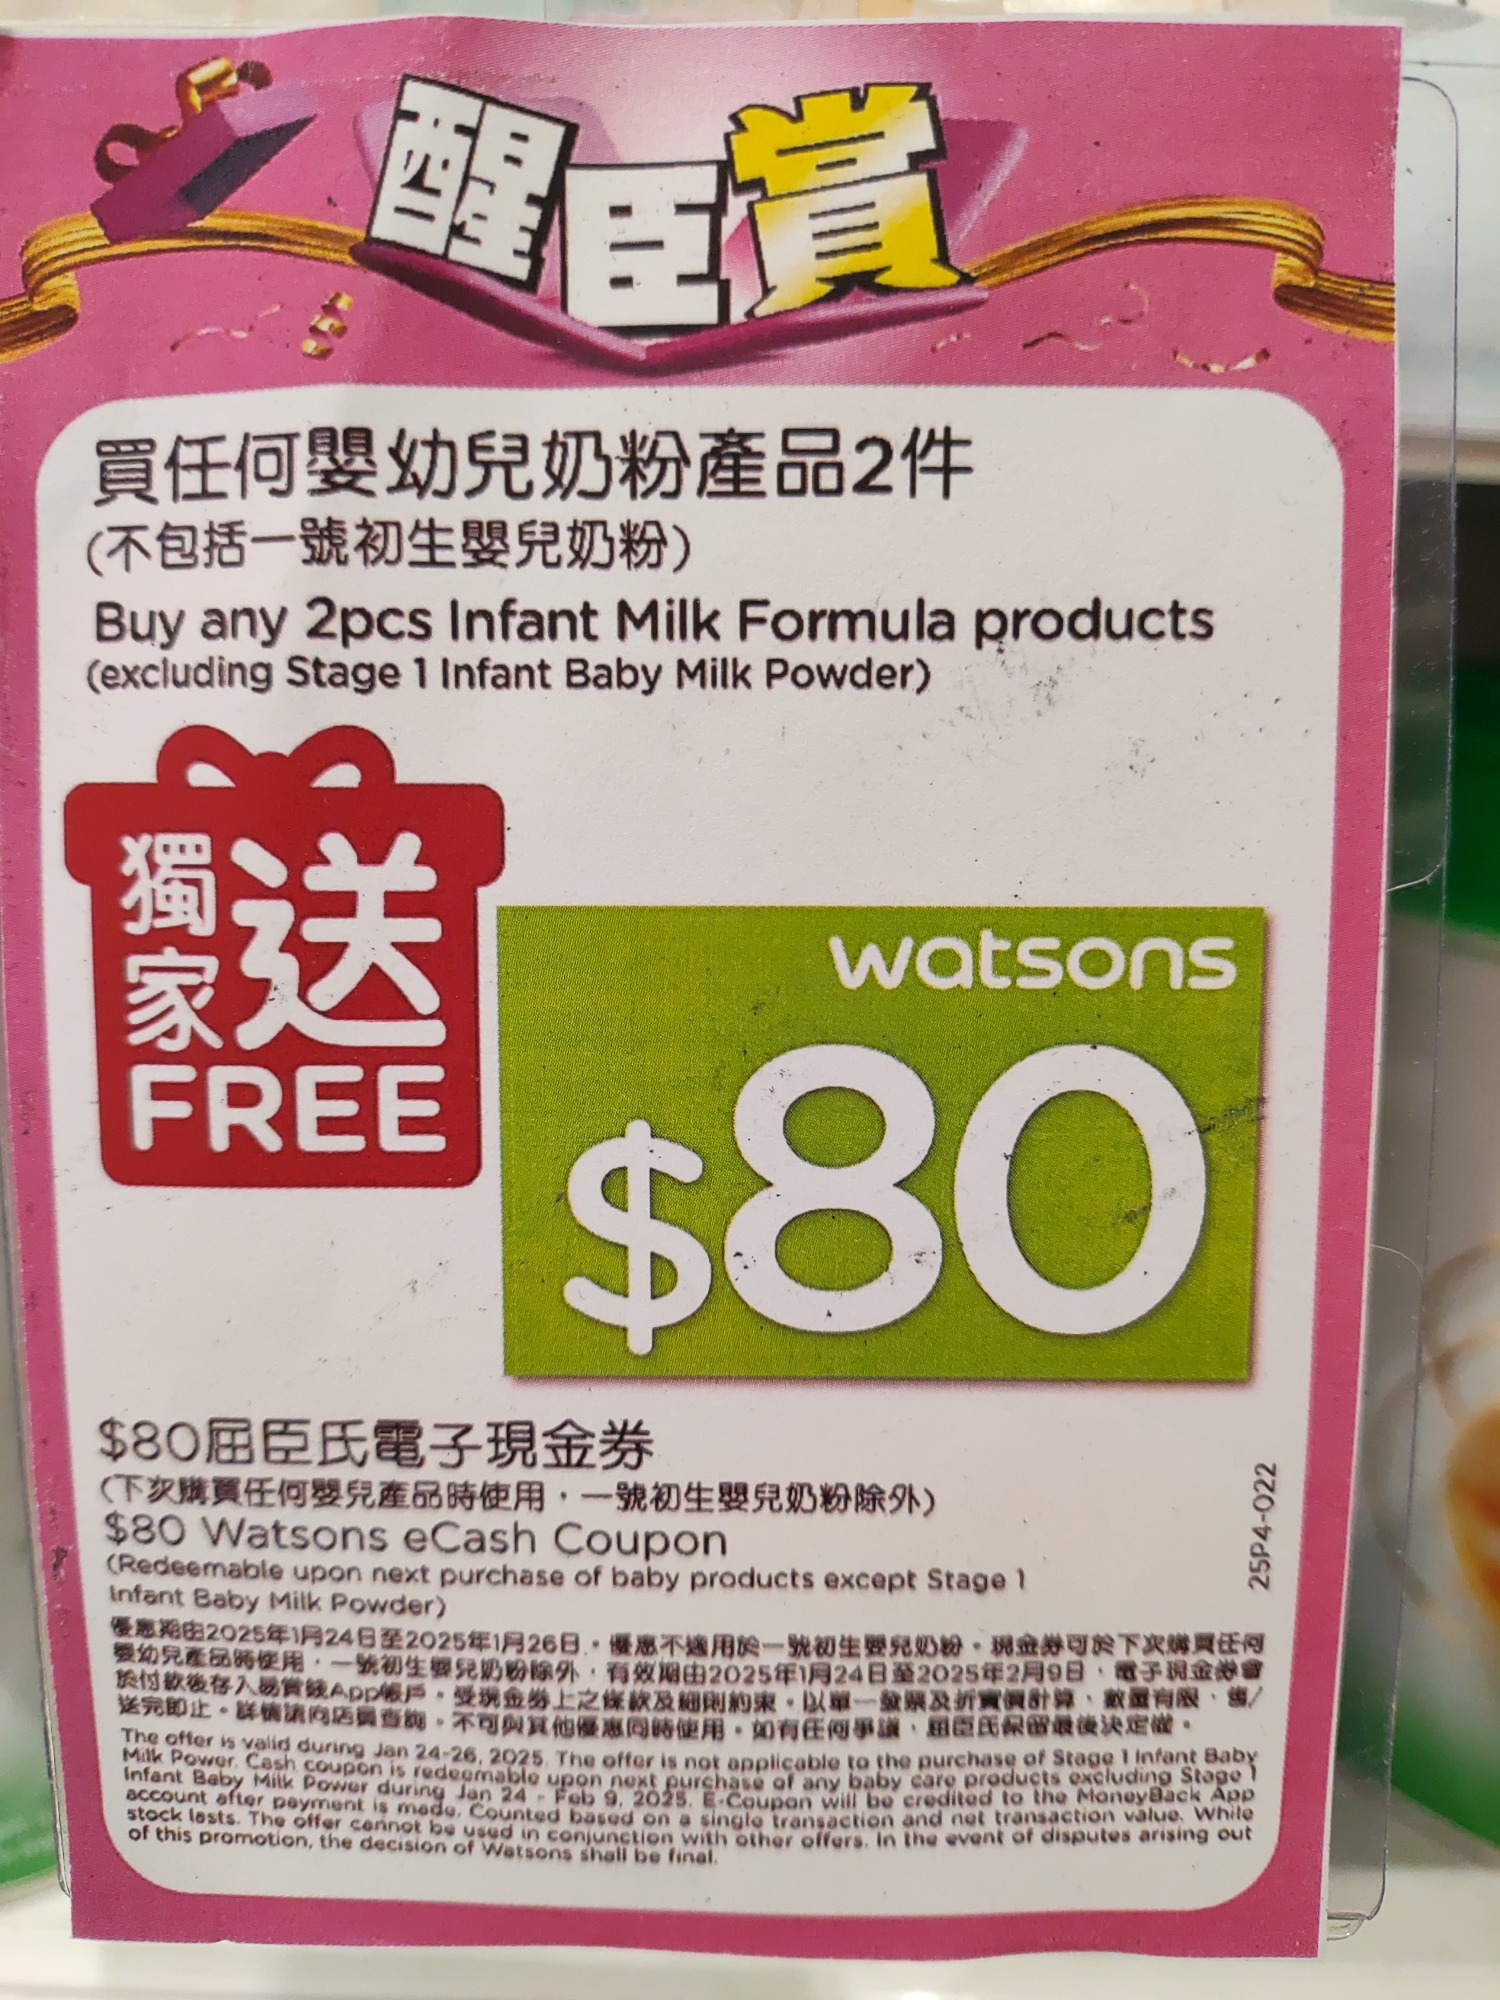 醒臣賞
買任何嬰幼兒奶粉產品2件
(不包括一號初生嬰兒奶粉)
Buy any 2pcs Infant Milk Formula products
(excluding Stage 1 Infant Baby Milk Powder)
獨家送
FREE
watsons
$80
$80屈臣氏電子現金券
(下次購買任何嬰兒產品時使用，一號初生嬰兒奶粉除外)
$80 Watsons eCash Coupon
(Redeemable upon next purchase of baby products except Stage 1
Infant Baby Milk Powder)
25P4-022
優惠期由2025年1月24日至2025年1月26日。優惠不適用於一號初生嬰兒奶粉。現金券可於下次購買任何
嬰幼兒產品時使用，一號初生嬰兒奶粉除外，有效期由2025年1月24日至2025年2月9日，電子現金券會
於付款後存入易賞錢App帳戶。受現金券上之條款及細則約束。以單一發票及折實價計算，數量有限，售/
送完即止。詳情請向店員查詢。不可與其他優惠同時使用。如有任何爭議，屈臣氏保留最後決定權。
The offer is valid during Jan 24-26, 2025. The offer is not applicable to the purchase of Stage 1 Infant Baby
Milk Power. Cash coupon is redeemable upon next purchase of any baby care products excluding Stage 1
Infant Baby Milk Power during Jan 24 - Feb 9, 2025. E-Coupon will be credited to the MoneyBack App
account after payment is made. Counted based on a single transaction and net transaction value. While
stock lasts. The offer cannot be used in conjunction with other offers. In the event of disputes arising out
of this promotion, the decision of Watsons shall be final.